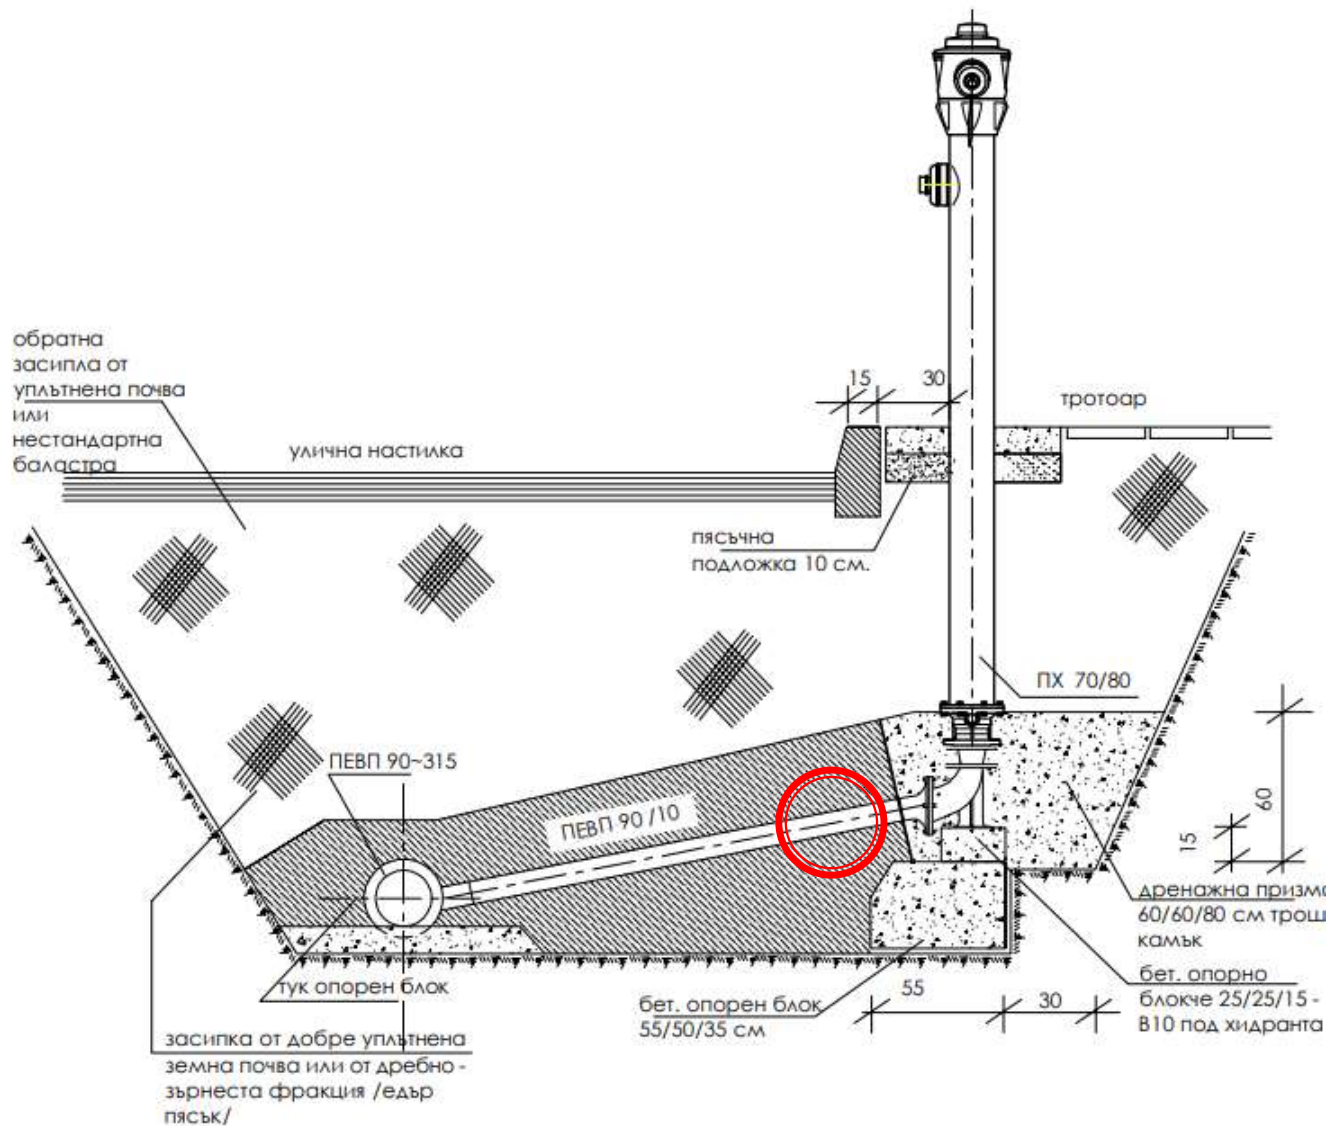 обратна
засипла от
уплътнена почва
или
нестандартна
баластра
улична настилка
15
30
тротоар
пясъчна
подложка 10 см.
ПХ 70/80
ПЕВП 90~315
ПЕВП 90 /10
60
15
дренажна призма
60/60/80 см трош
камък
тук опорен блок
бет. опорен блок
55/50/35 см
55
30
бет. опорно
блокче 25/25/15 -
В10 под хидранта
засипка от добре уплътнена
земна почва или от дребно -
зърнеста фракция /едър
пясък/